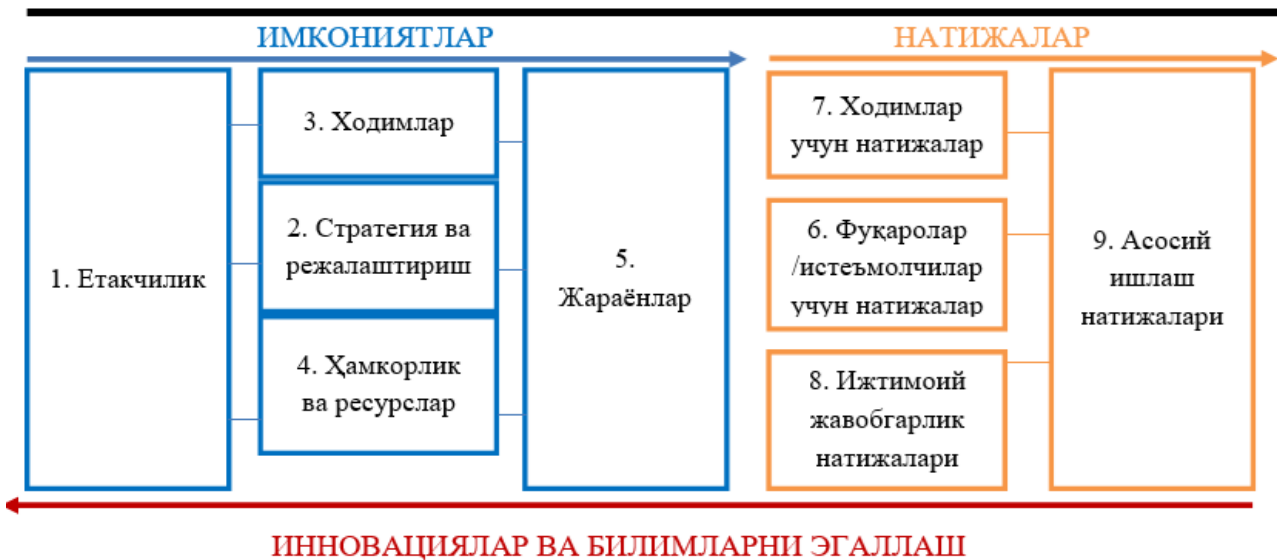 ИМКОНИЯТЛАР
НАТИЖАЛАР
1. Етакчилик
3. Ходимлар
2. Стратегия ва
режалаштириш
4. Ҳамкорлик
ва ресурслар
5.
Жараёнлар
7. Ходимлар
учун натижалар
6. Фуқаролар
/истеъмолчилар
учун натижалар
8. Ижтимоий
жавобгарлик
натижалари
9. Асосий
ишлаш
натижалари
ИННОВАЦИЯЛАР ВА БИЛИМЛАРНИ ЭГАЛЛАШ